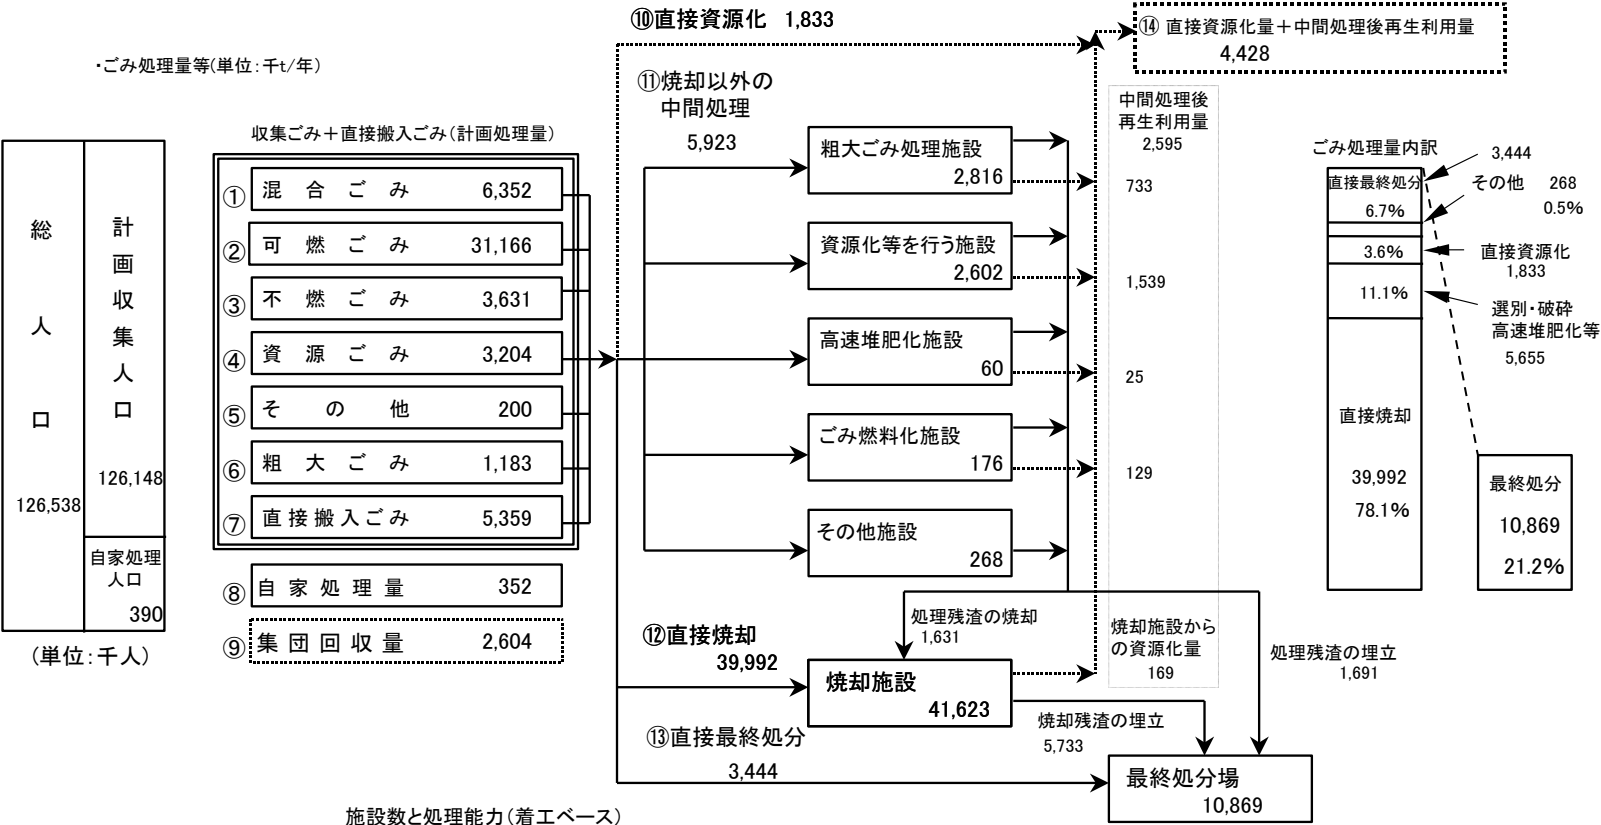 ⑩直接資源化 1,833
⑭ 直接資源化量＋中間処理後再生利用量
4,428
・ごみ処理量等(単位：千t/年)
⑪焼却以外の
中間処理
5,923
中間処理後
再生利用量
2,595
収集ごみ＋直接搬入ごみ（計画処理量）
総人口
126,538
計画収集人口
126,148
自家処理
人口
390
(単位：千人)
① 混合ごみ 6,352
② 可燃ごみ 31,166
③ 不燃ごみ 3,631
④ 資源ごみ 3,204
⑤ その他 200
⑥ 粗大ごみ 1,183
⑦ 直接搬入ごみ 5,359
⑧ 自家処理量 352
⑨ 集団回収量 2,604
粗大ごみ処理施設
2,816
733
資源化等を行う施設
2,602
1,539
高速堆肥化施設
60
25
ごみ燃料化施設
176
129
その他施設
268
処理残渣の焼却
1,631
焼却施設から
の資源化量
169
処理残渣の埋立
1,691
⑫直接焼却
39,992
焼却施設
41,623
焼却残渣の埋立
5,733
⑬直接最終処分
3,444
最終処分場
10,869
ごみ処理量内訳
3,444
直接最終処分
6.7%
その他 268
0.5%
3.6%
直接資源化
1,833
11.1%
選別・破砕
高速堆肥化等
5,655
直接焼却
39,992
78.1%
最終処分
10,869
21.2%
施設数と処理能力（着工ベース）